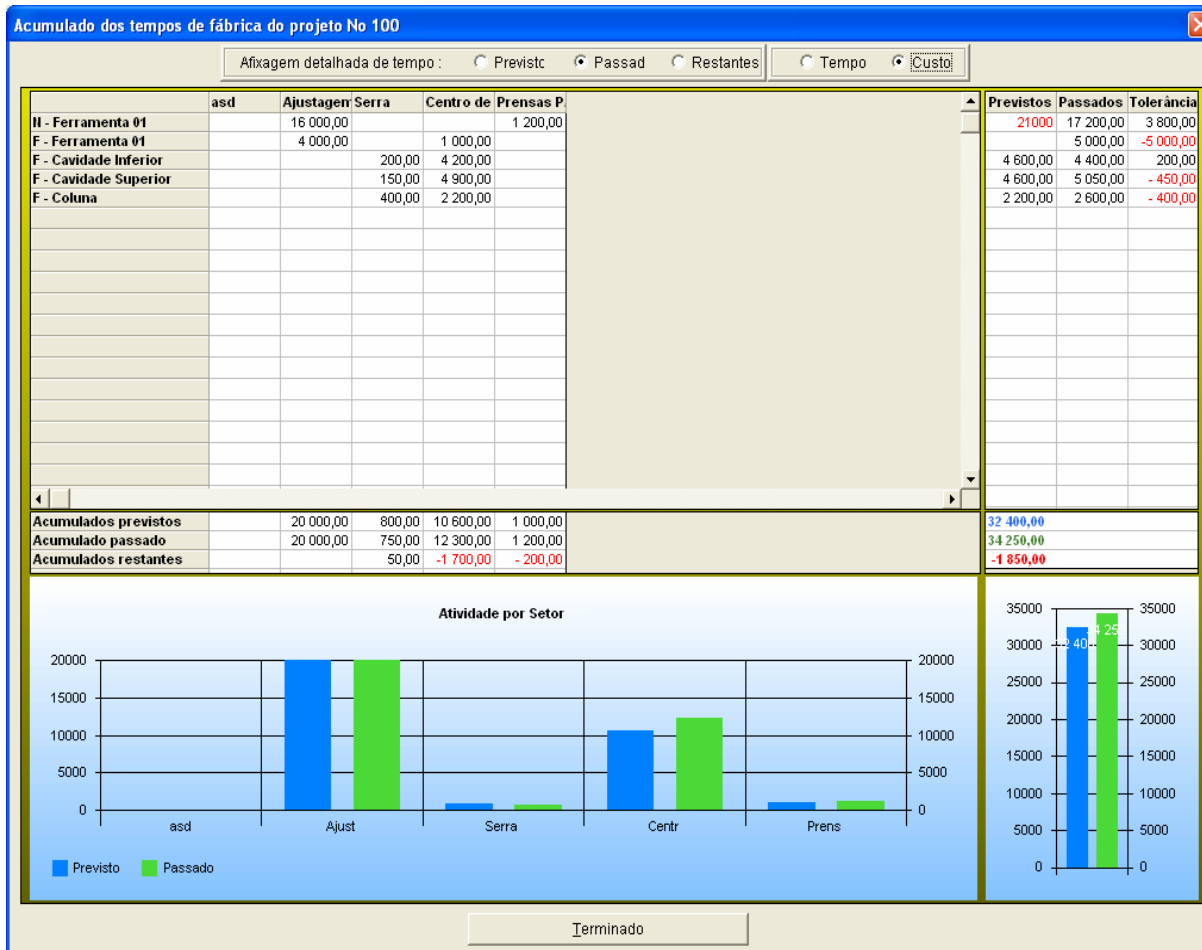 Acumulado dos tempos de fábrica do projeto No 100
Afixagem detalhada de tempo : Previstc Passad Restantes Tempo Custo
asd Ajustagen Serra Centro de Prensas P. Previstos Passados Tolerância
N - Ferramenta 01 16 000,00 1 200,00 21000 17 200,00 3 800,00
F - Ferramenta 01 4 000,00 1 000,00 5 000,00 -5 000,00
F - Cavidade Inferior 200,00 4 200,00 4 600,00 4 400,00 200,00
F - Cavidade Superior 150,00 4 900,00 4 600,00 5 050,00 - 450,00
F - Coluna 400,00 2 200,00 2 200,00 2 600,00 - 400,00
Acumulados previstos 20 000,00 800,00 10 600,00 1 000,00 32 400,00
Acumulado passado 20 000,00 750,00 12 300,00 1 200,00 34 250,00
Acumulados restantes 50,00 -1 700,00 - 200,00 -1 850,00
Atividade por Setor
20000 20000
15000 15000
10000 10000
5000 5000
0 0
asd Ajust Serra Centr Prens
Previsto Passado
35000 35000
30000 30000
25000 25000
20000 20000
15000 15000
10000 10000
5000 5000
0 0
Terminado